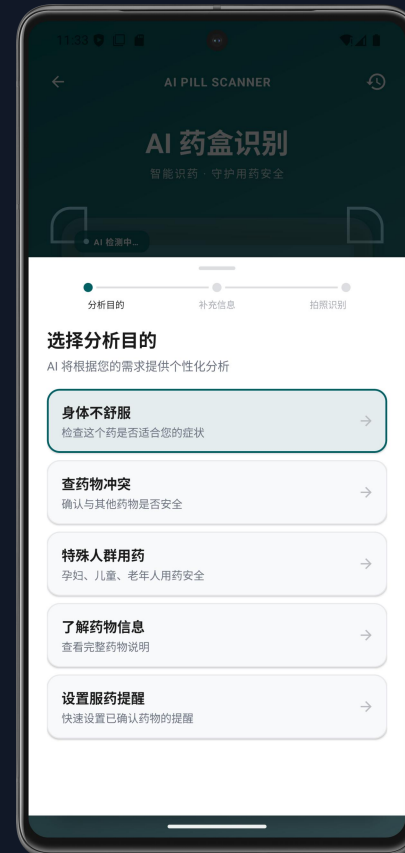 11:33
AI PILL SCANNER
AI 药盒识别
智能识药 · 守护用药安全
AI 检测中...
分析目的
补充信息
拍照识别
选择分析目的
AI 将根据您的需求提供个性化分析
身体不舒服
检查这个药是否适合您的症状
查药物冲突
确认与其他药物是否安全
特殊人群用药
孕妇、儿童、老年人用药安全
了解药物信息
查看完整药物说明
设置服药提醒
快速设置已确认药物的提醒